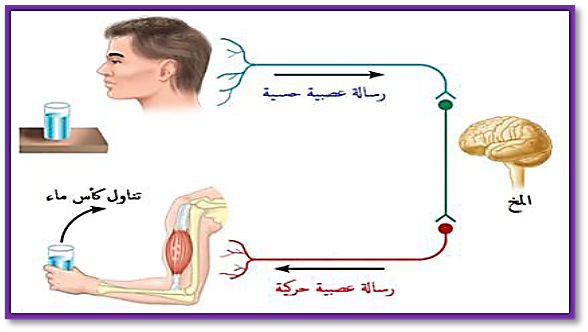 رسالة عصبية حسية
المخ
تناول كأس ماء
رسالة عصبية حركية